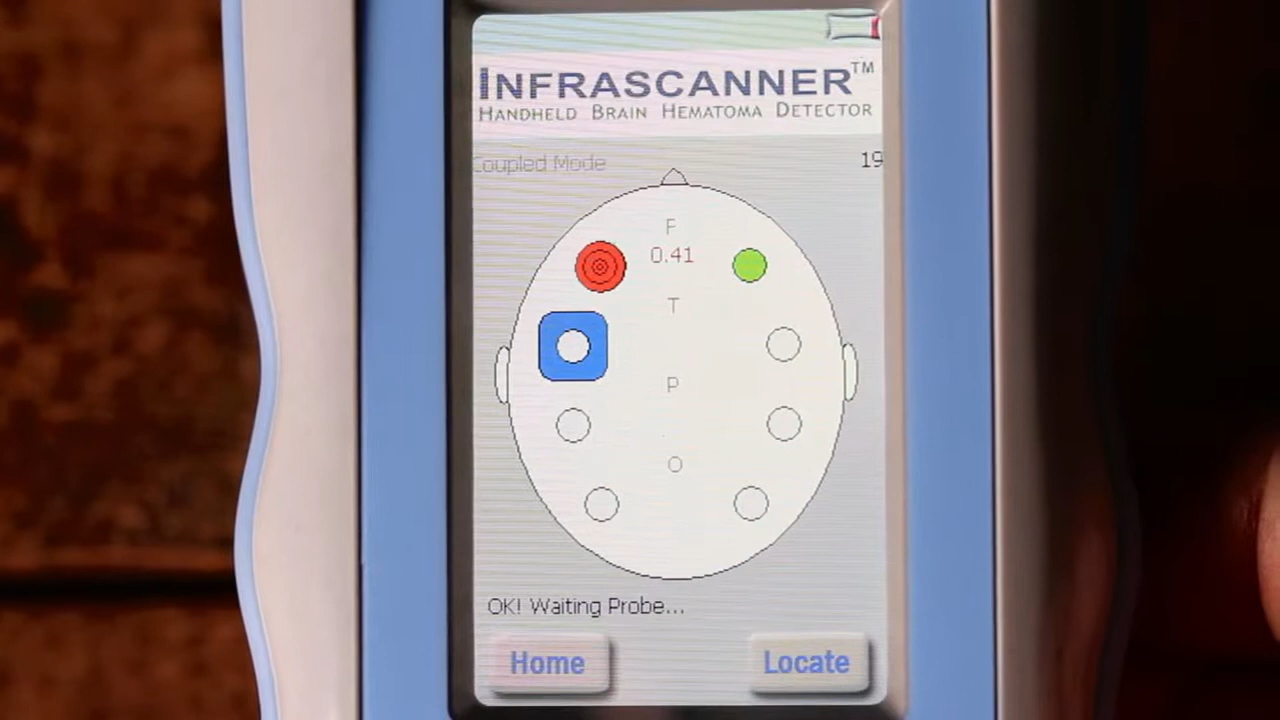 INFRASCANNER™
HANDHELD BRAIN HEMATOMA DETECTOR
Coupled Mode 19
F
0.41
T
P
O
OK! Waiting Probe...
Home Locate